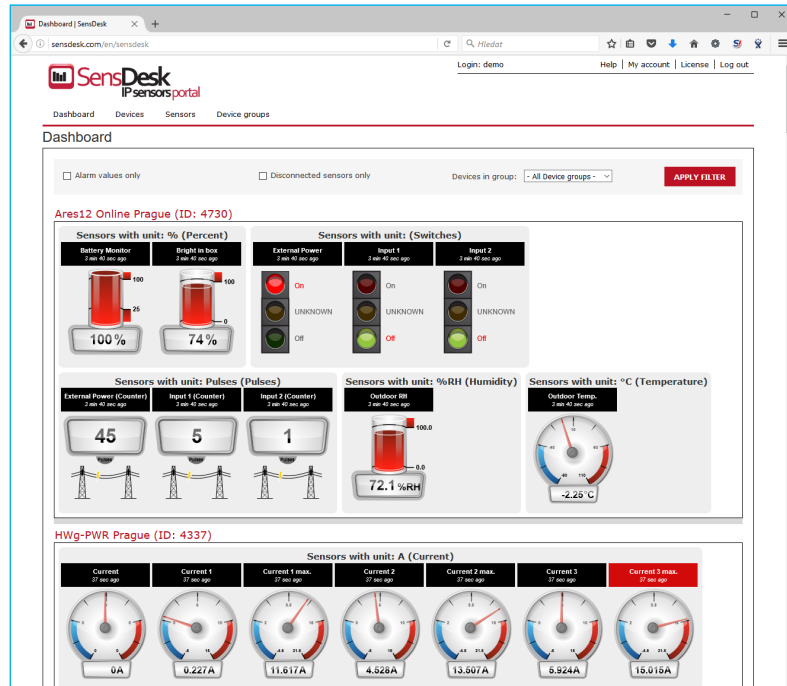 Dashboard | SensDesk
sensdesk.com/en/sensdesk
Hledat
Login: demo
Help | My account | License | Log out
SensDesk
IP sensors portal
Dashboard Devices Sensors Device groups
Dashboard
Alarm values only Disconnected sensors only Devices in group: - All Device groups - APPLY FILTER
Ares12 Online Prague (ID: 4730)
Sensors with unit: % (Percent) Sensors with unit: (Switches)
Battery Monitor Bright in box External Power Input 1 Input 2
3 min 40 sec ago 3 min 40 sec ago 3 min 40 sec ago 3 min 40 sec ago 3 min 40 sec ago
100 100 On On On
25 UNKNOWN UNKNOWN UNKNOWN
0
100 % 74 % Off Off Off
Sensors with unit: Pulses (Pulses) Sensors with unit: %RH (Humidity) Sensors with unit: °C (Temperature)
External Power (Counter) Input 1 (Counter) Input 2 (Counter) Outdoor RH Outdoor Temp.
3 min 40 sec ago 3 min 40 sec ago 3 min 40 sec ago 3 min 40 sec ago 3 min 40 sec ago
100.0
45 5 1
Pulses Pulses Pulses
0.0
110
72.1 %RH
-2.25°C
HWg-PWR Prague (ID: 4337)
Sensors with unit: A (Current)
Current Current 1 Current 1 max. Current 2 Current 2 max. Current 3 Current 3 max.
37 sec ago 37 sec ago 37 sec ago 37 sec ago 37 sec ago 37 sec ago 37 sec ago
0A 0.227A 11.617A 4.528A 13.507A 5.924A 15.015A